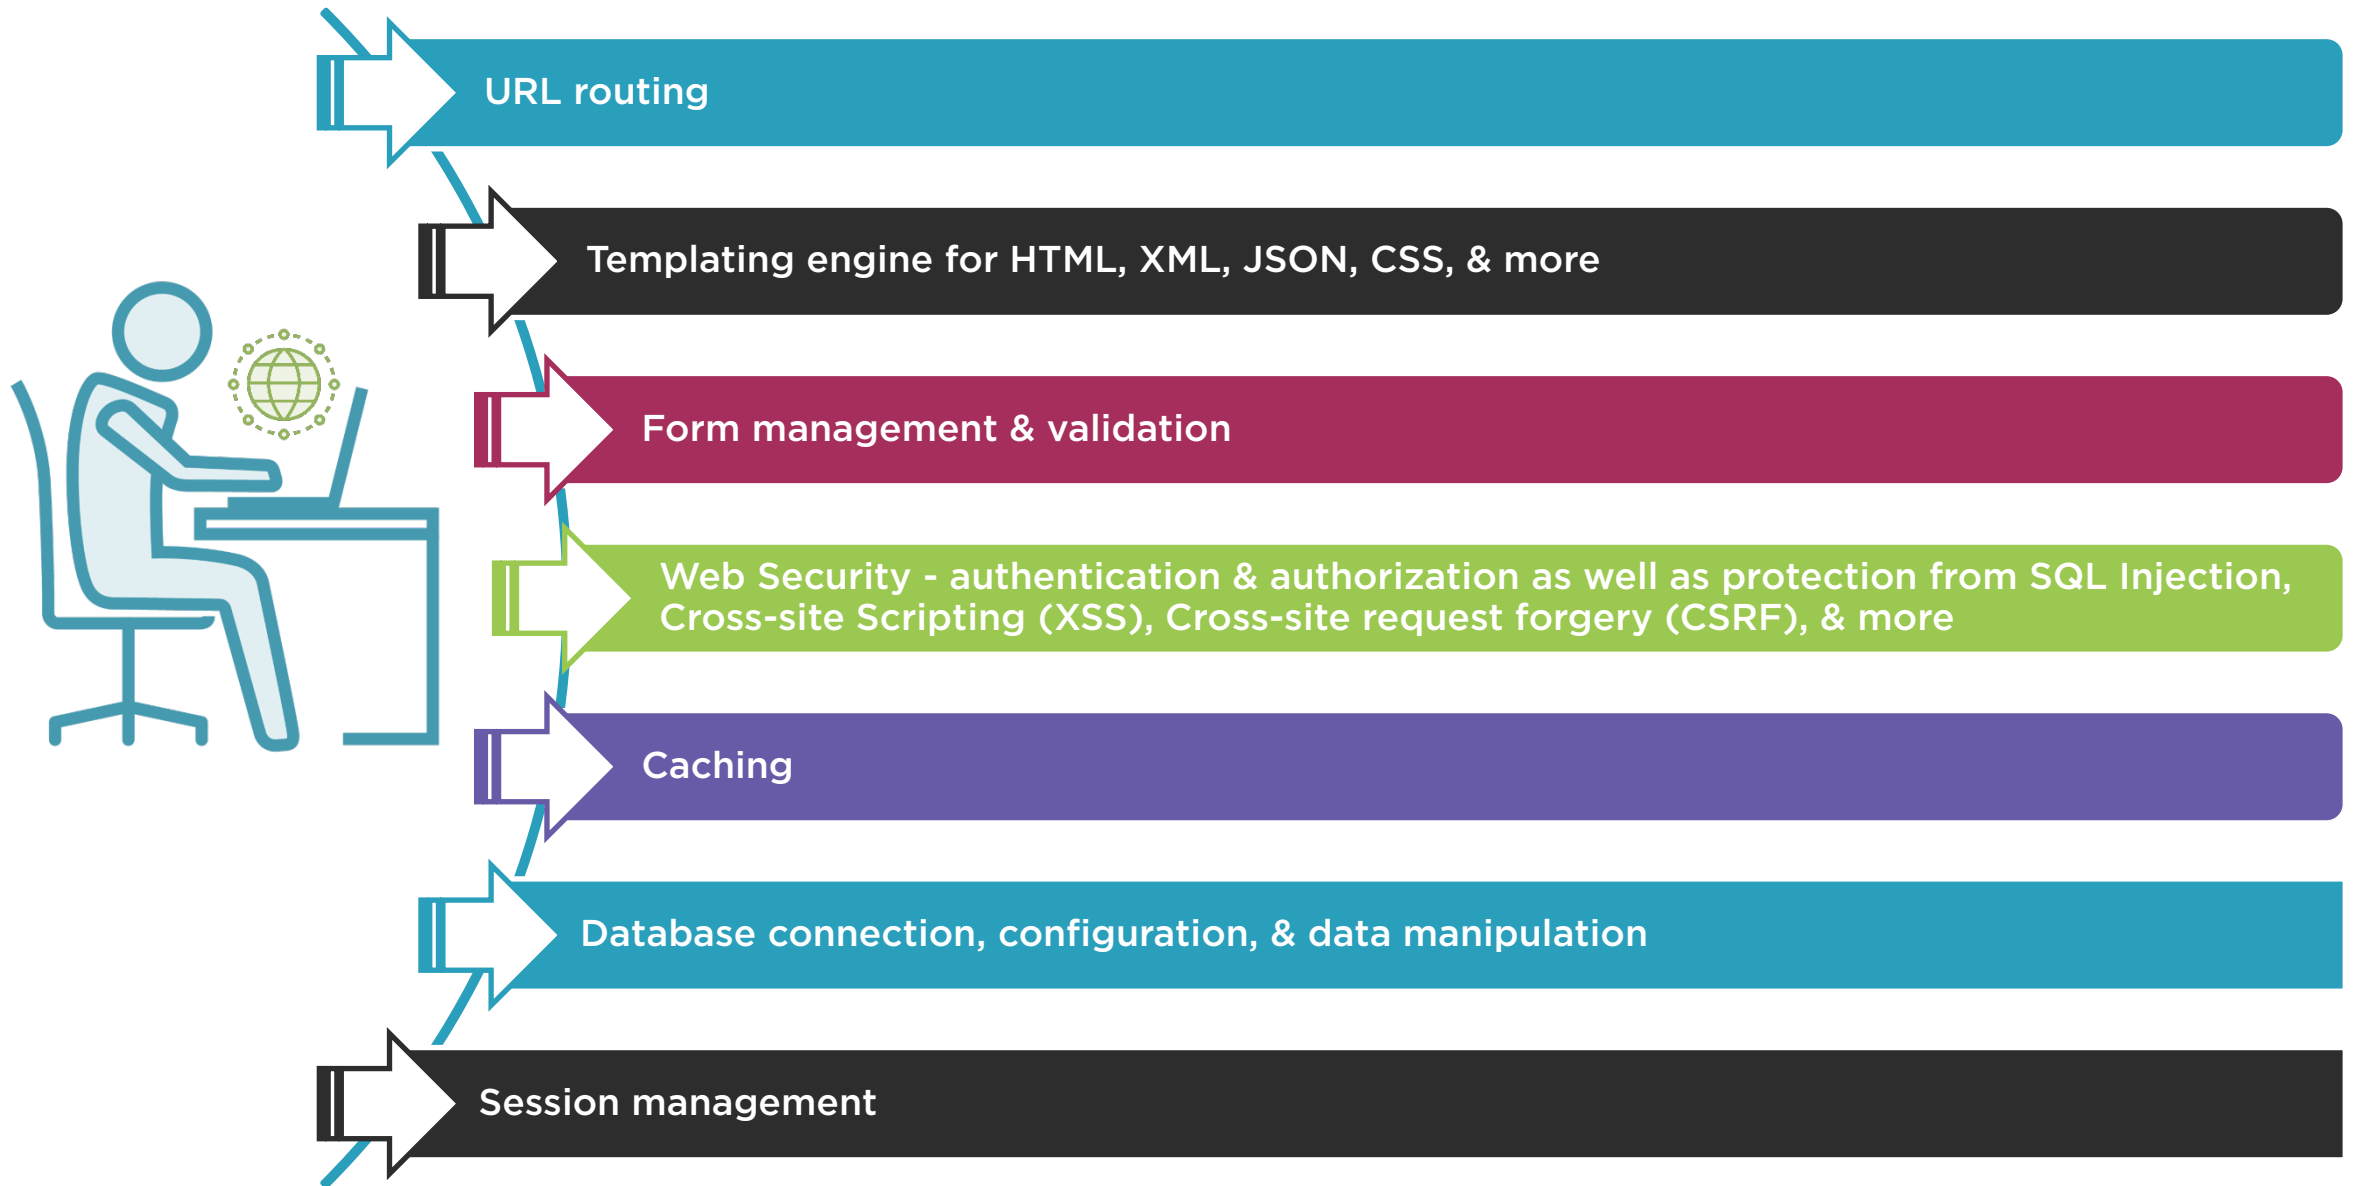 URL routing
Templating engine for HTML, XML, JSON, CSS, & more
Form management & validation
Web Security - authentication & authorization as well as protection from SQL Injection,
Cross-site Scripting (XSS), Cross-site request forgery (CSRF), & more
Caching
Database connection, configuration, & data manipulation
Session management